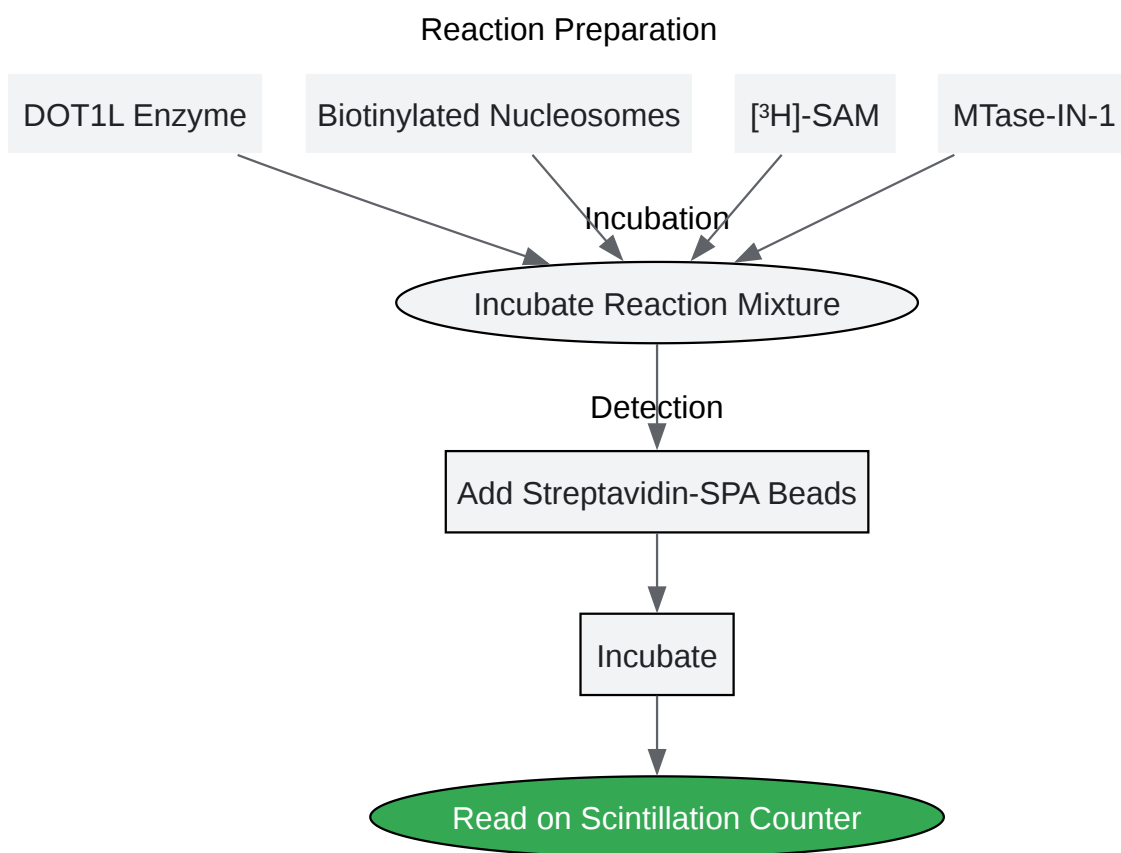 Reaction Preparation
DOT1L Enzyme
Biotinylated Nucleosomes
[³H]-SAM
MTase-IN-1
Incubation
Incubate Reaction Mixture
Detection
Add Streptavidin-SPA Beads
Incubate
Read on Scintillation Counter